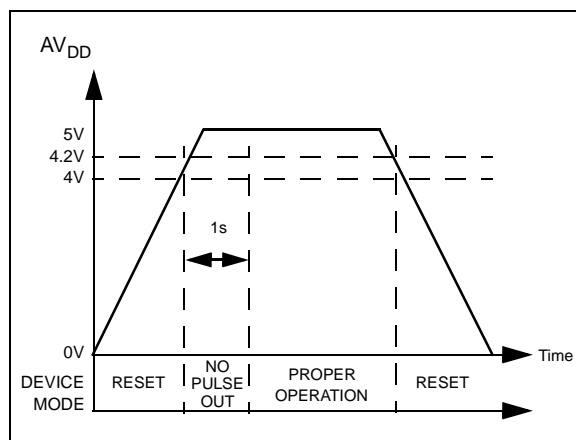 AVDD
5V
4.2V
4V
1s
0V
Time
DEVICE
MODE
RESET
NO
PULSE
OUT
PROPER
OPERATION
RESET